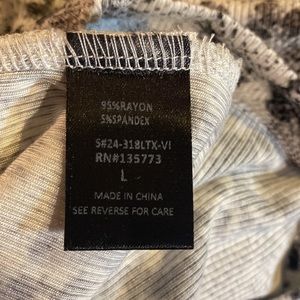 95%RAYON
5%SPANDEX
S#24-318LTX-VI
RN#135773
L
MADE IN CHINA
SEE REVERSE FOR CARE